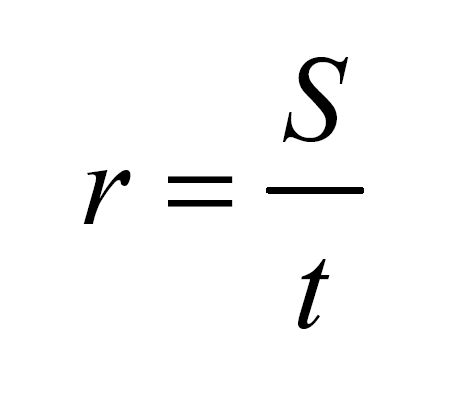 r = S/t